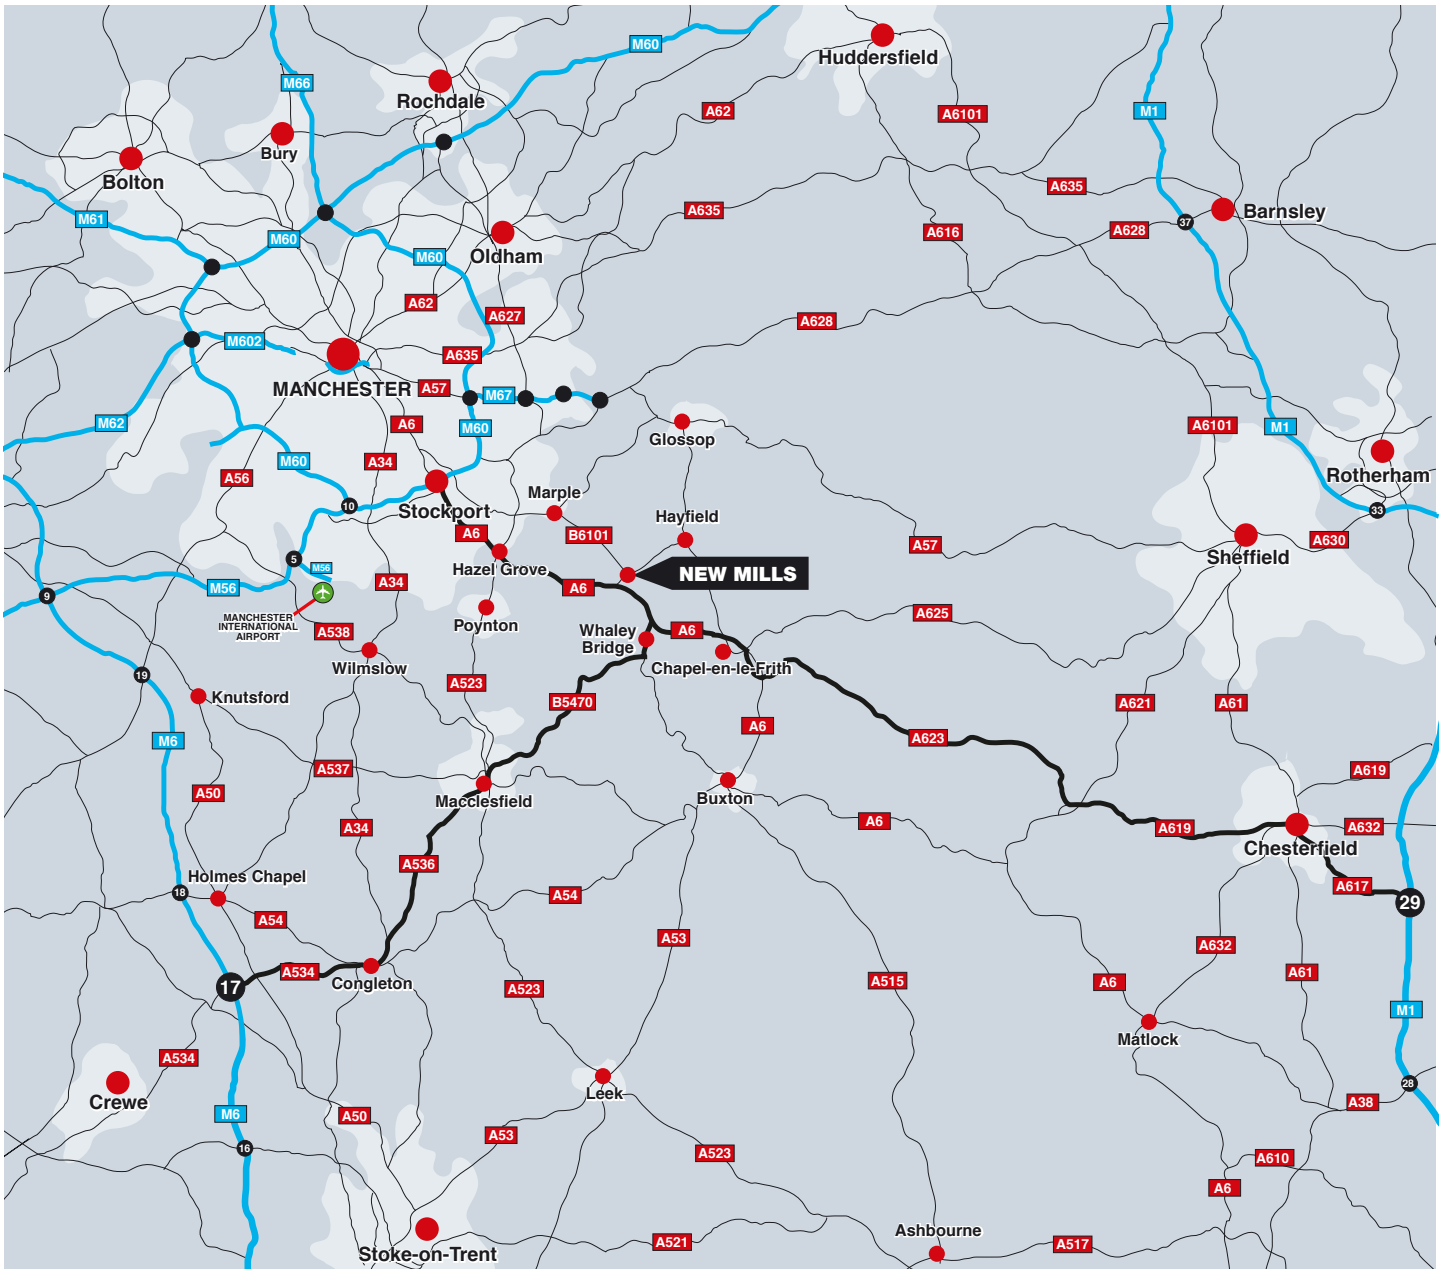 M60
Huddersfield
M66
Rochdale
A62
A6101
M1
Bury
Bolton
A635
M61
A635
37
Barnsley
M60
A616
A628
Oldham
M60
A62
A627
A628
M602
A635
MANCHESTER
A57
M67
M62
A6
M60
Glossop
A6101
M1
M60
A34
A56
Rotherham
Marple
10
Stockport
33
Hayfield
A6
B6101
A630
A57
Sheffield
5
M56
Hazel Grove
NEW MILLS
M56
A34
A6
9
MANCHESTER
INTERNATIONAL
AIRPORT
Poynton
A625
A538
Whaley
Bridge
A6
Wilmslow
Chapel-en-le-Frith
19
A523
Knutsford
B5470
A621
A61
A6
M6
A623
A537
A619
A50
Macclesfield
Buxton
A34
A6
A619
A632
Chesterfield
A536
Holmes Chapel
A617
18
A54
29
A54
A53
A632
A534
A61
17
Congleton
A523
A515
A6
M1
Matlock
A534
Crewe
Leek
28
M6
A50
A38
16
A53
A523
A610
A6
Stoke-on-Trent
A521
Ashbourne
A517